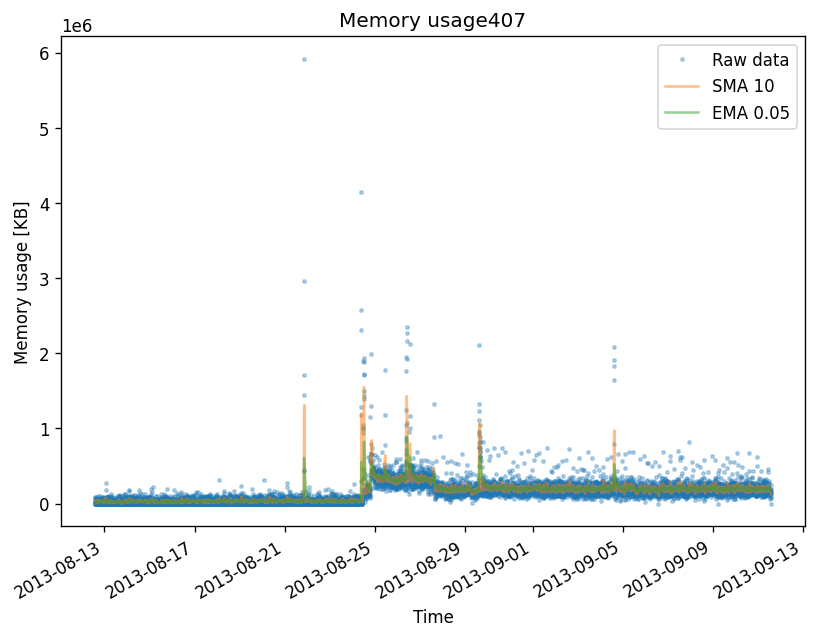 Memory usage407
1e6
Raw data
SMA 10
EMA 0.05
6
5
4
3
2
1
0
Memory usage [KB]
2013-08-13
2013-08-17
2013-08-21
2013-08-25
2013-08-29
2013-09-01
2013-09-05
2013-09-09
2013-09-13
Time